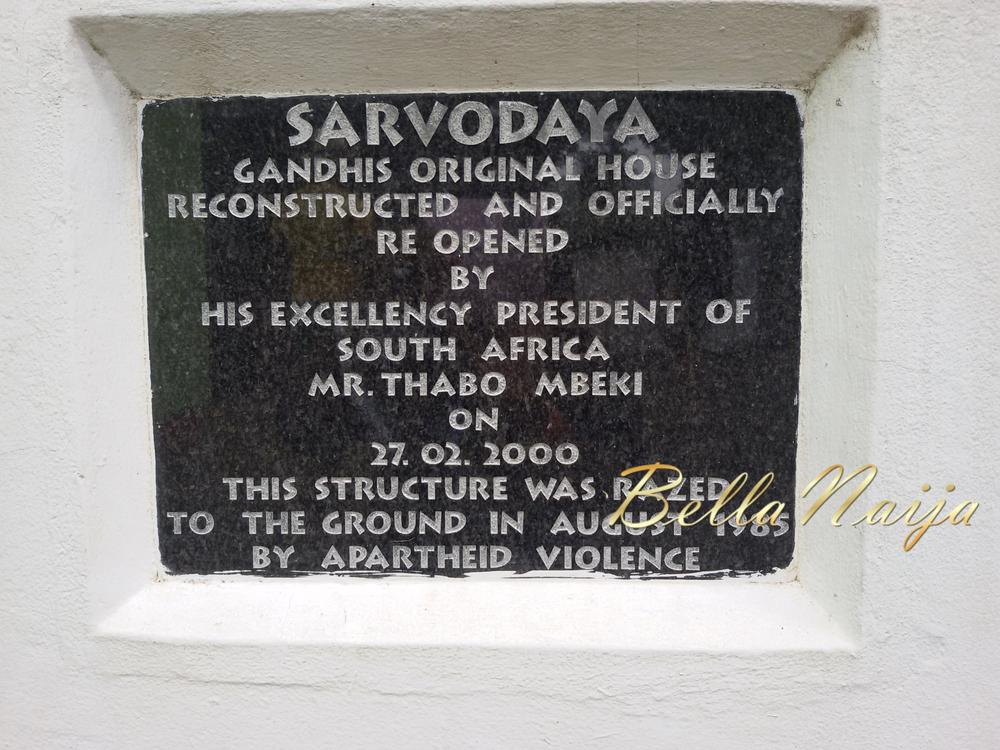 SARVODAYA
GANDHIS ORIGINAL HOUSE
RECONSTRUCTED AND OFFICIALLY
RE OPENED
BY
HIS EXCELLENCY PRESIDENT OF
SOUTH AFRICA
MR. THABO MBEKI
ON
27. 02. 2000
THIS STRUCTURE WAS RAZED
TO THE GROUND IN AUGUST 1985
BY APARTHEID VIOLENCE
BellaNaija